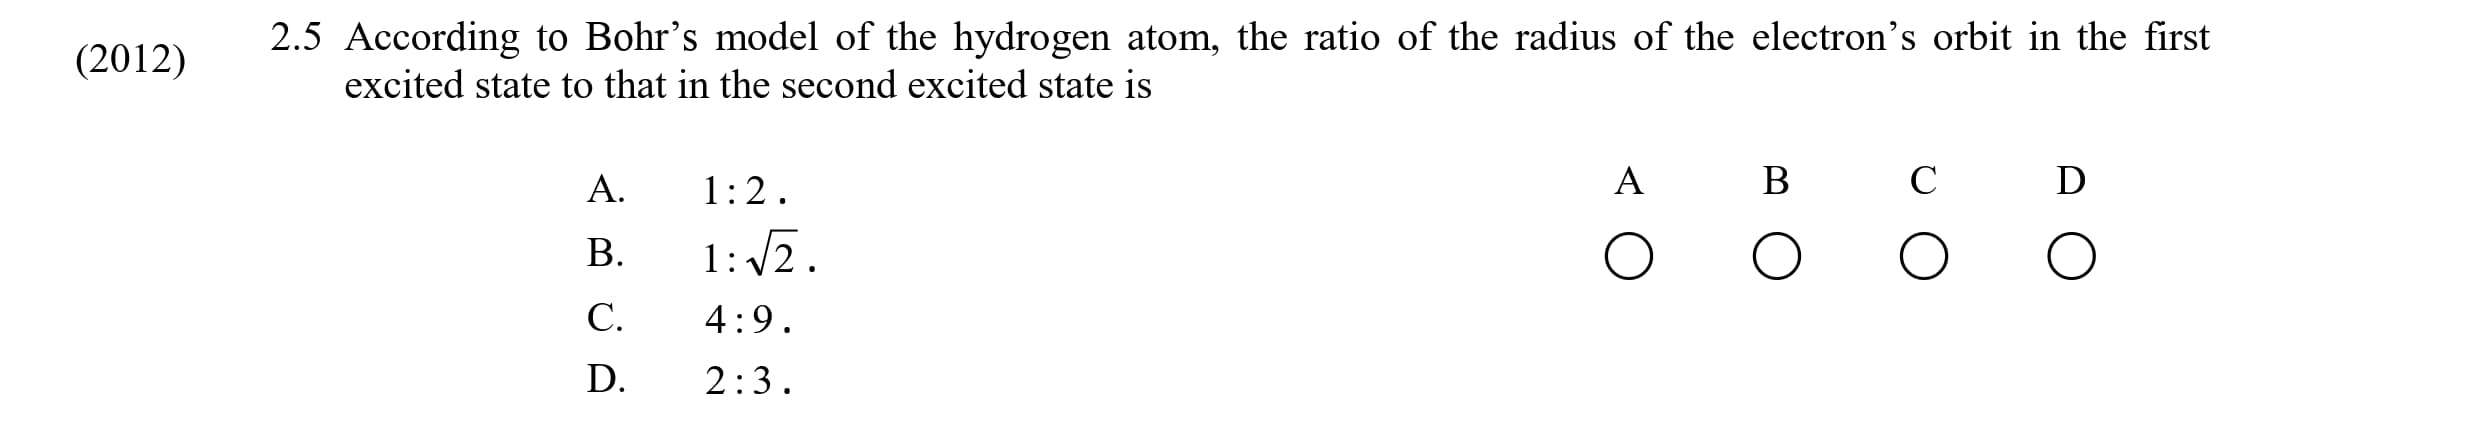 (2012)
2.5 According to Bohr’s model of the hydrogen atom, the ratio of the radius of the electron’s orbit in the first
excited state to that in the second excited state is
A. 1 : 2 .
B. 1 : √2 .
C. 4 : 9 .
D. 2 : 3 .
A B C D